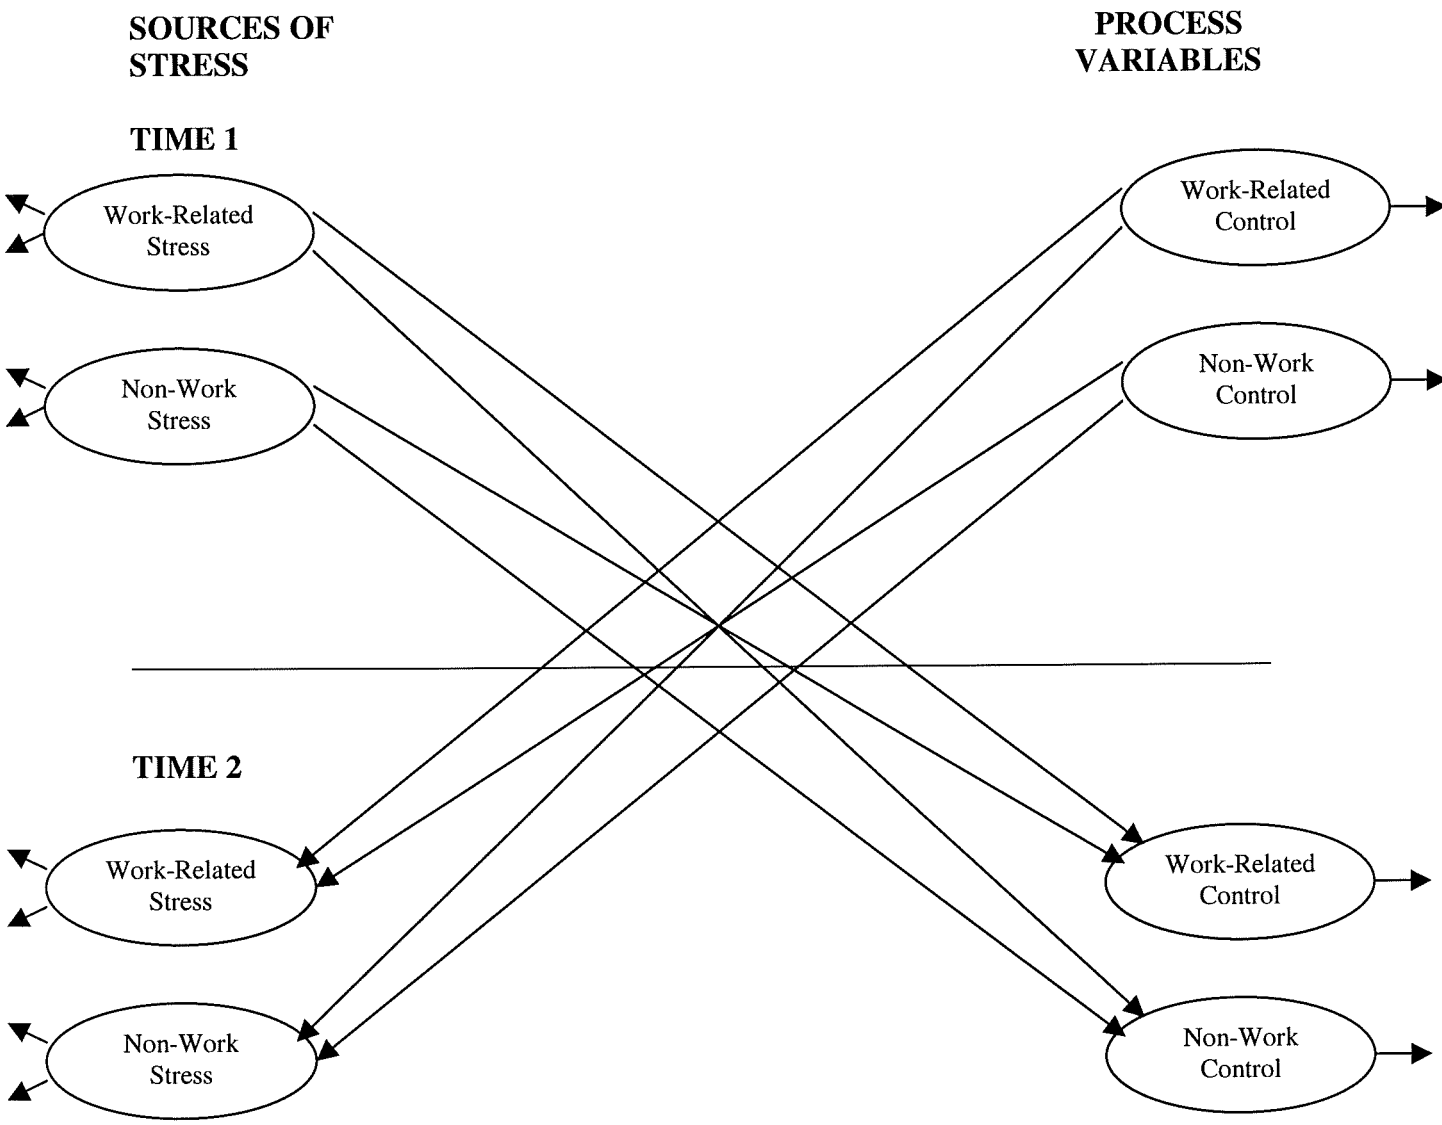 SOURCES OF
STRESS
PROCESS
VARIABLES
TIME 1
Work-Related
Stress
Work-Related
Control
Non-Work
Stress
Non-Work
Control
TIME 2
Work-Related
Stress
Work-Related
Control
Non-Work
Stress
Non-Work
Control